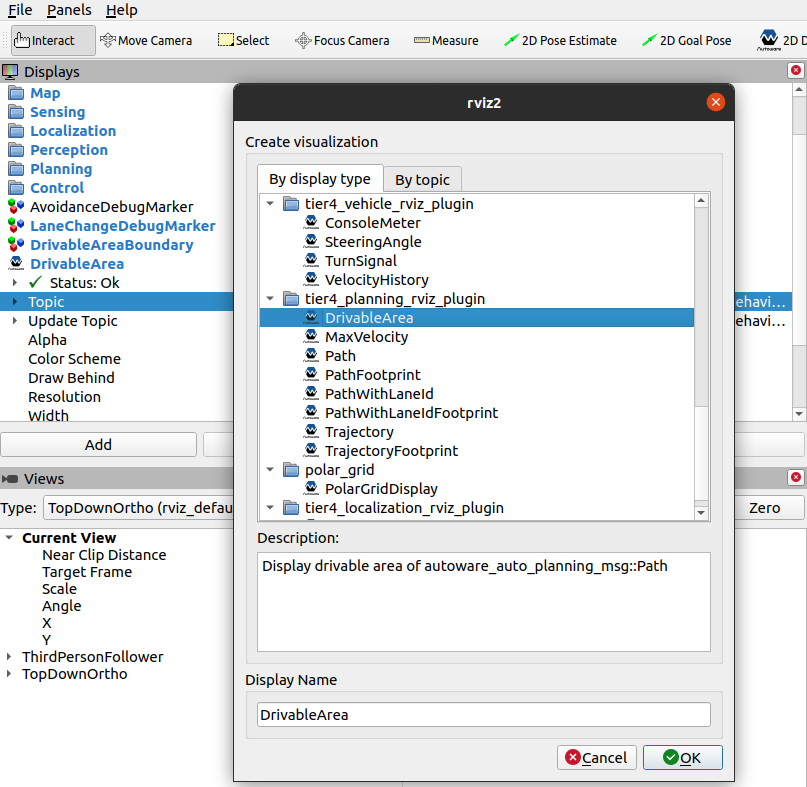 File Panels Help
Interact Move Camera Select Focus Camera Measure 2D Pose Estimate 2D Goal Pose 2D D
Displays
Map
Sensing
Localization
Perception
Planning
Control
AvoidanceDebugMarker
LaneChangeDebugMarker
DrivableAreaBoundary
DrivableArea
Status: Ok
Topic
ehavi...
Update Topic
ehavi...
Alpha
Color Scheme
Draw Behind
Resolution
Width
Add
Views
Type: TopDownOrtho (rviz_defau
Zero
Current View
Near Clip Distance
Target Frame
Scale
Angle
X
Y
ThirdPersonFollower
TopDownOrtho
rviz2
Create visualization
By display type By topic
tier4_vehicle_rviz_plugin
ConsoleMeter
SteeringAngle
TurnSignal
VelocityHistory
tier4_planning_rviz_plugin
DrivableArea
MaxVelocity
Path
PathFootprint
PathWithLaneId
PathWithLaneIdFootprint
Trajectory
TrajectoryFootprint
polar_grid
PolarGridDisplay
tier4_localization_rviz_plugin
Description:
Display drivable area of autoware_auto_planning_msg::Path
Display Name
DrivableArea
Cancel OK